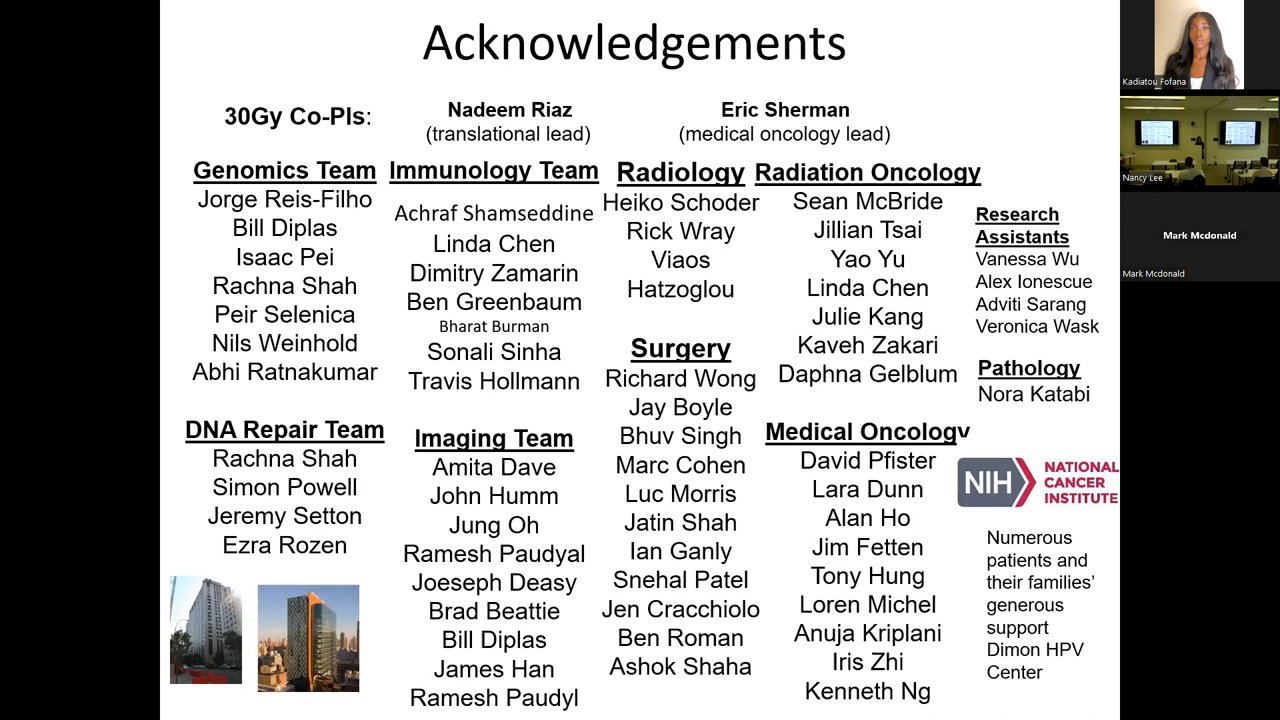 Acknowledgements
30Gy Co-PIs:
Nadeem Riaz
(translational lead)
Eric Sherman
(medical oncology lead)
Genomics Team
Jorge Reis-Filho
Bill Diplas
Isaac Pei
Rachna Shah
Peir Selenica
Nils Weinhold
Abhi Ratnakumar
DNA Repair Team
Rachna Shah
Simon Powell
Jeremy Setton
Ezra Rozen
Immunology Team
Achraf Shamseddine
Linda Chen
Dimitry Zamarin
Ben Greenbaum
Bharat Burman
Sonali Sinha
Travis Hollmann
Imaging Team
Amita Dave
John Humm
Jung Oh
Ramesh Paudyal
Joeseph Deasy
Brad Beattie
Bill Diplas
James Han
Ramesh Paudyl
Radiology
Heiko Schoder
Rick Wray
Viaos
Hatzoglou
Surgery
Richard Wong
Jay Boyle
Bhuv Singh
Marc Cohen
Luc Morris
Jatin Shah
Ian Ganly
Snehal Patel
Jen Cracchiolo
Ben Roman
Ashok Shaha
Radiation Oncology
Sean McBride
Jillian Tsai
Yao Yu
Linda Chen
Julie Kang
Kaveh Zakari
Daphna Gelblum
Medical Oncology
David Pfister
Lara Dunn
Alan Ho
Jim Fetten
Tony Hung
Loren Michel
Anuja Kriplani
Iris Zhi
Kenneth Ng
Research
Assistants
Vanessa Wu
Alex Ionescue
Adviti Sarang
Veronica Wask
Pathology
Nora Katabi
NIH
NATIONAL
CANCER
INSTITUTE
Numerous
patients and
their families'
generous
support
Dimon HPV
Center
Kadiatou Fofana
Nancy Lee
Mark Mcdonald
Mark Mcdonald